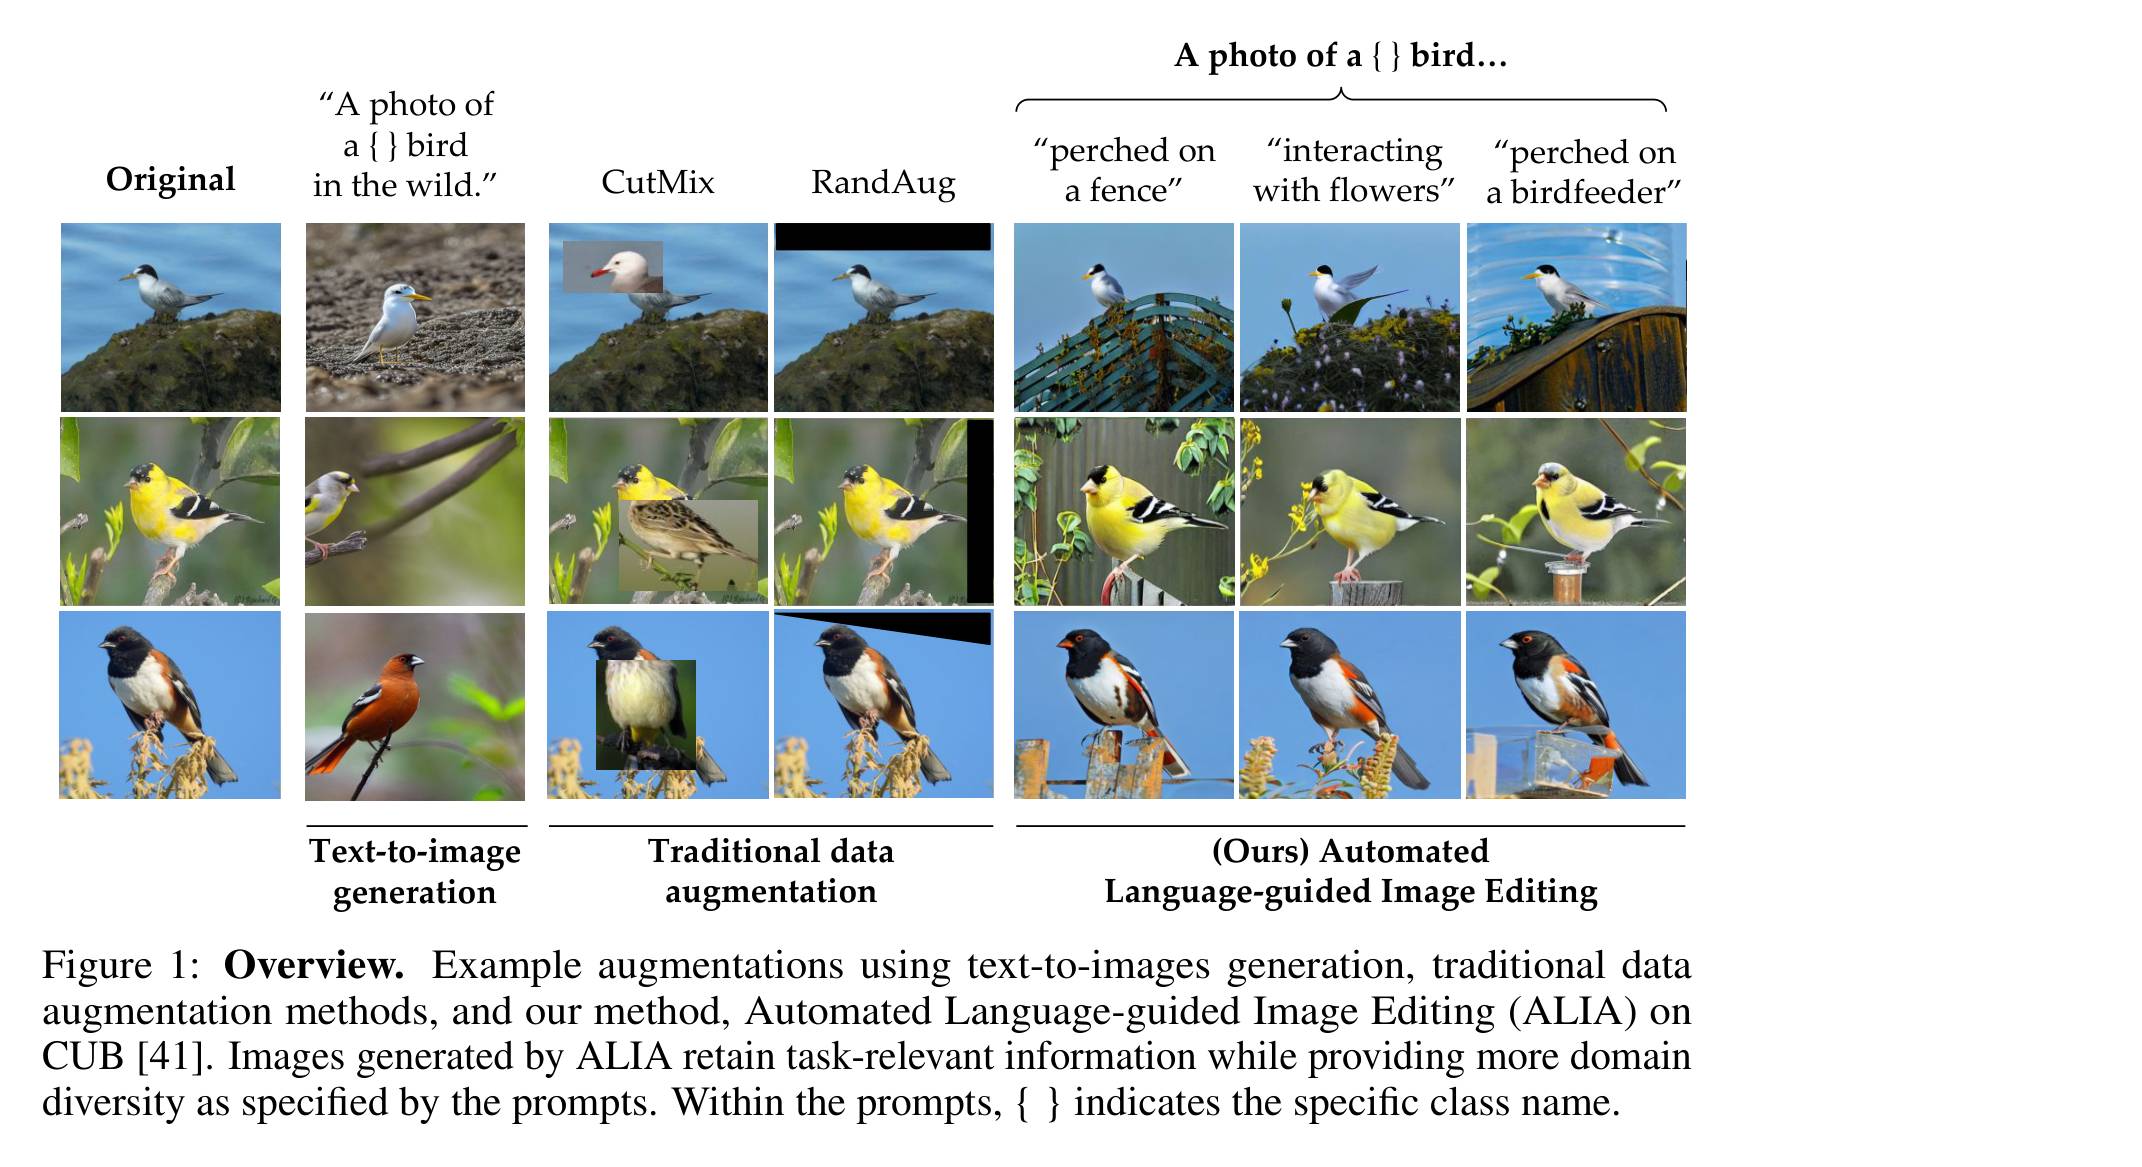 A photo of a { } bird…
“A photo of
a { } bird
in the wild.”
Original
CutMix
RandAug
“perched on
a fence”
“interacting
with flowers”
“perched on
a birdfeeder”
Text-to-image
generation
Traditional data
augmentation
(Ours) Automated
Language-guided Image Editing
Figure 1: Overview. Example augmentations using text-to-images generation, traditional data
augmentation methods, and our method, Automated Language-guided Image Editing (ALIA) on
CUB [41]. Images generated by ALIA retain task-relevant information while providing more domain
diversity as specified by the prompts. Within the prompts, { } indicates the specific class name.